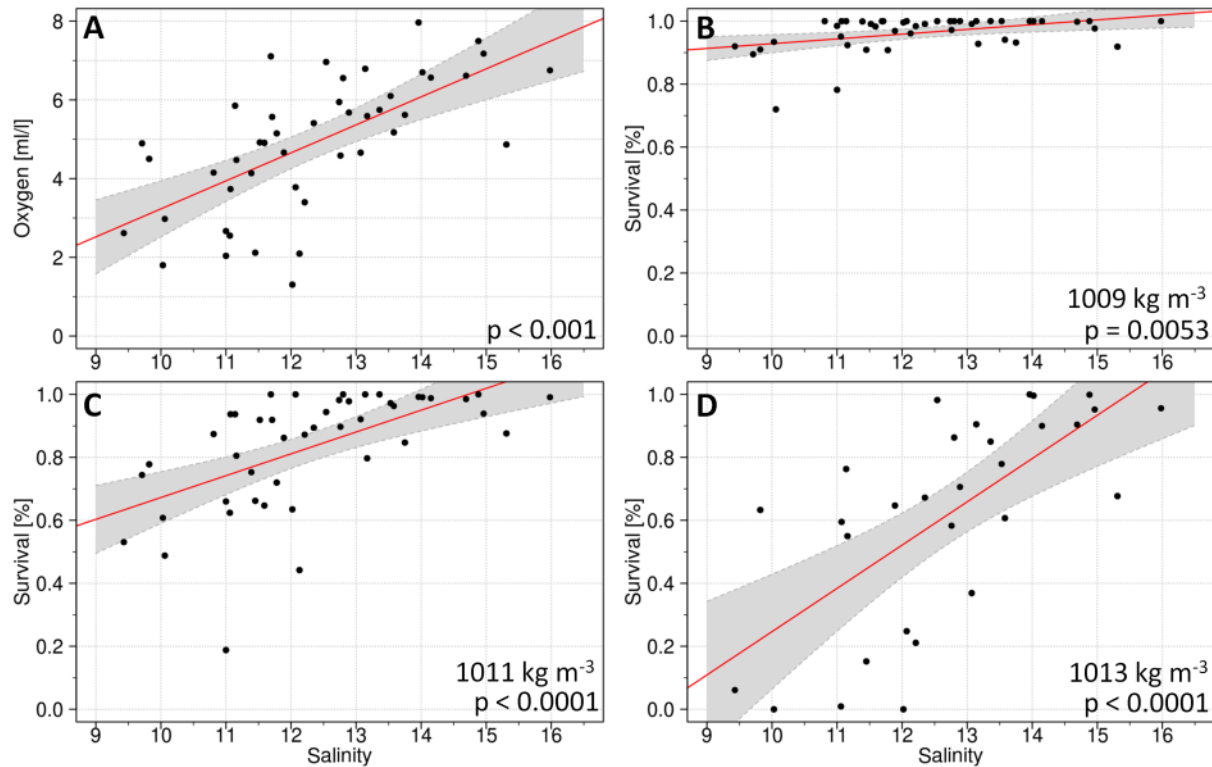 A
Oxygen [ml/l]
8
6
4
2
0
p < 0.001
9 10 11 12 13 14 15 16
B
Survival [%]
1.0
0.8
0.6
0.4
0.2
0.0
1009 kg m⁻³
p = 0.0053
9 10 11 12 13 14 15 16
C
Survival [%]
1.0
0.8
0.6
0.4
0.2
0.0
1011 kg m⁻³
p < 0.0001
9 10 11 12 13 14 15 16
Salinity
D
Survival [%]
1.0
0.8
0.6
0.4
0.2
0.0
1013 kg m⁻³
p < 0.0001
9 10 11 12 13 14 15 16
Salinity